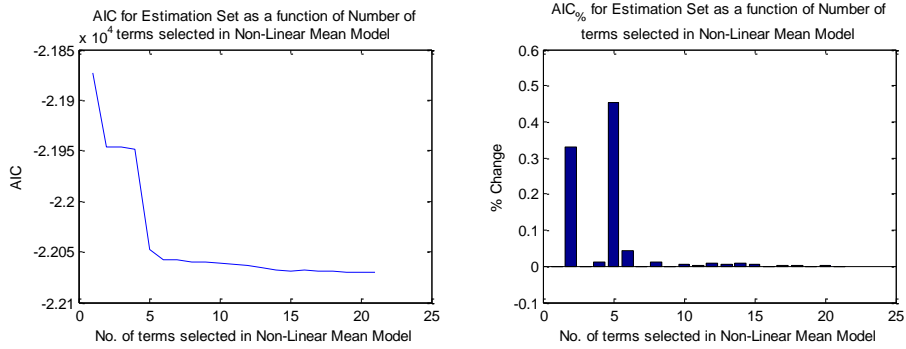 AIC for Estimation Set as a function of Number of
x 10^4 terms selected in Non-Linear Mean Model
-2.185
-2.19
-2.195
-2.2
-2.205
-2.21
AIC
0 5 10 15 20 25
No. of terms selected in Non-Linear Mean Model
AIC% for Estimation Set as a function of Number of
terms selected in Non-Linear Mean Model
0.6
0.5
0.4
0.3
0.2
0.1
0
-0.1
% Change
0 5 10 15 20 25
No. of terms selected in Non-Linear Mean Model